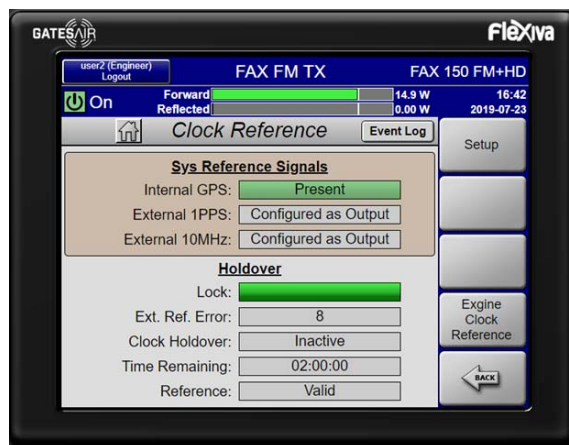 GATESAIR
Flexiva
user2 (Engineer)
Logout
FAX FM TX
FAX 150 FM+HD
On
Forward
14.9 W
16:42
Reflected
0.00 W
2019-07-23
Clock Reference
Event Log
Setup
Sys Reference Signals
Internal GPS:
Present
External 1PPS:
Configured as Output
External 10MHz:
Configured as Output
Holdover
Lock:
Ext. Ref. Error:
8
Clock Holdover:
Inactive
Time Remaining:
02:00:00
Reference:
Valid
Exgine
Clock
Reference
BACK